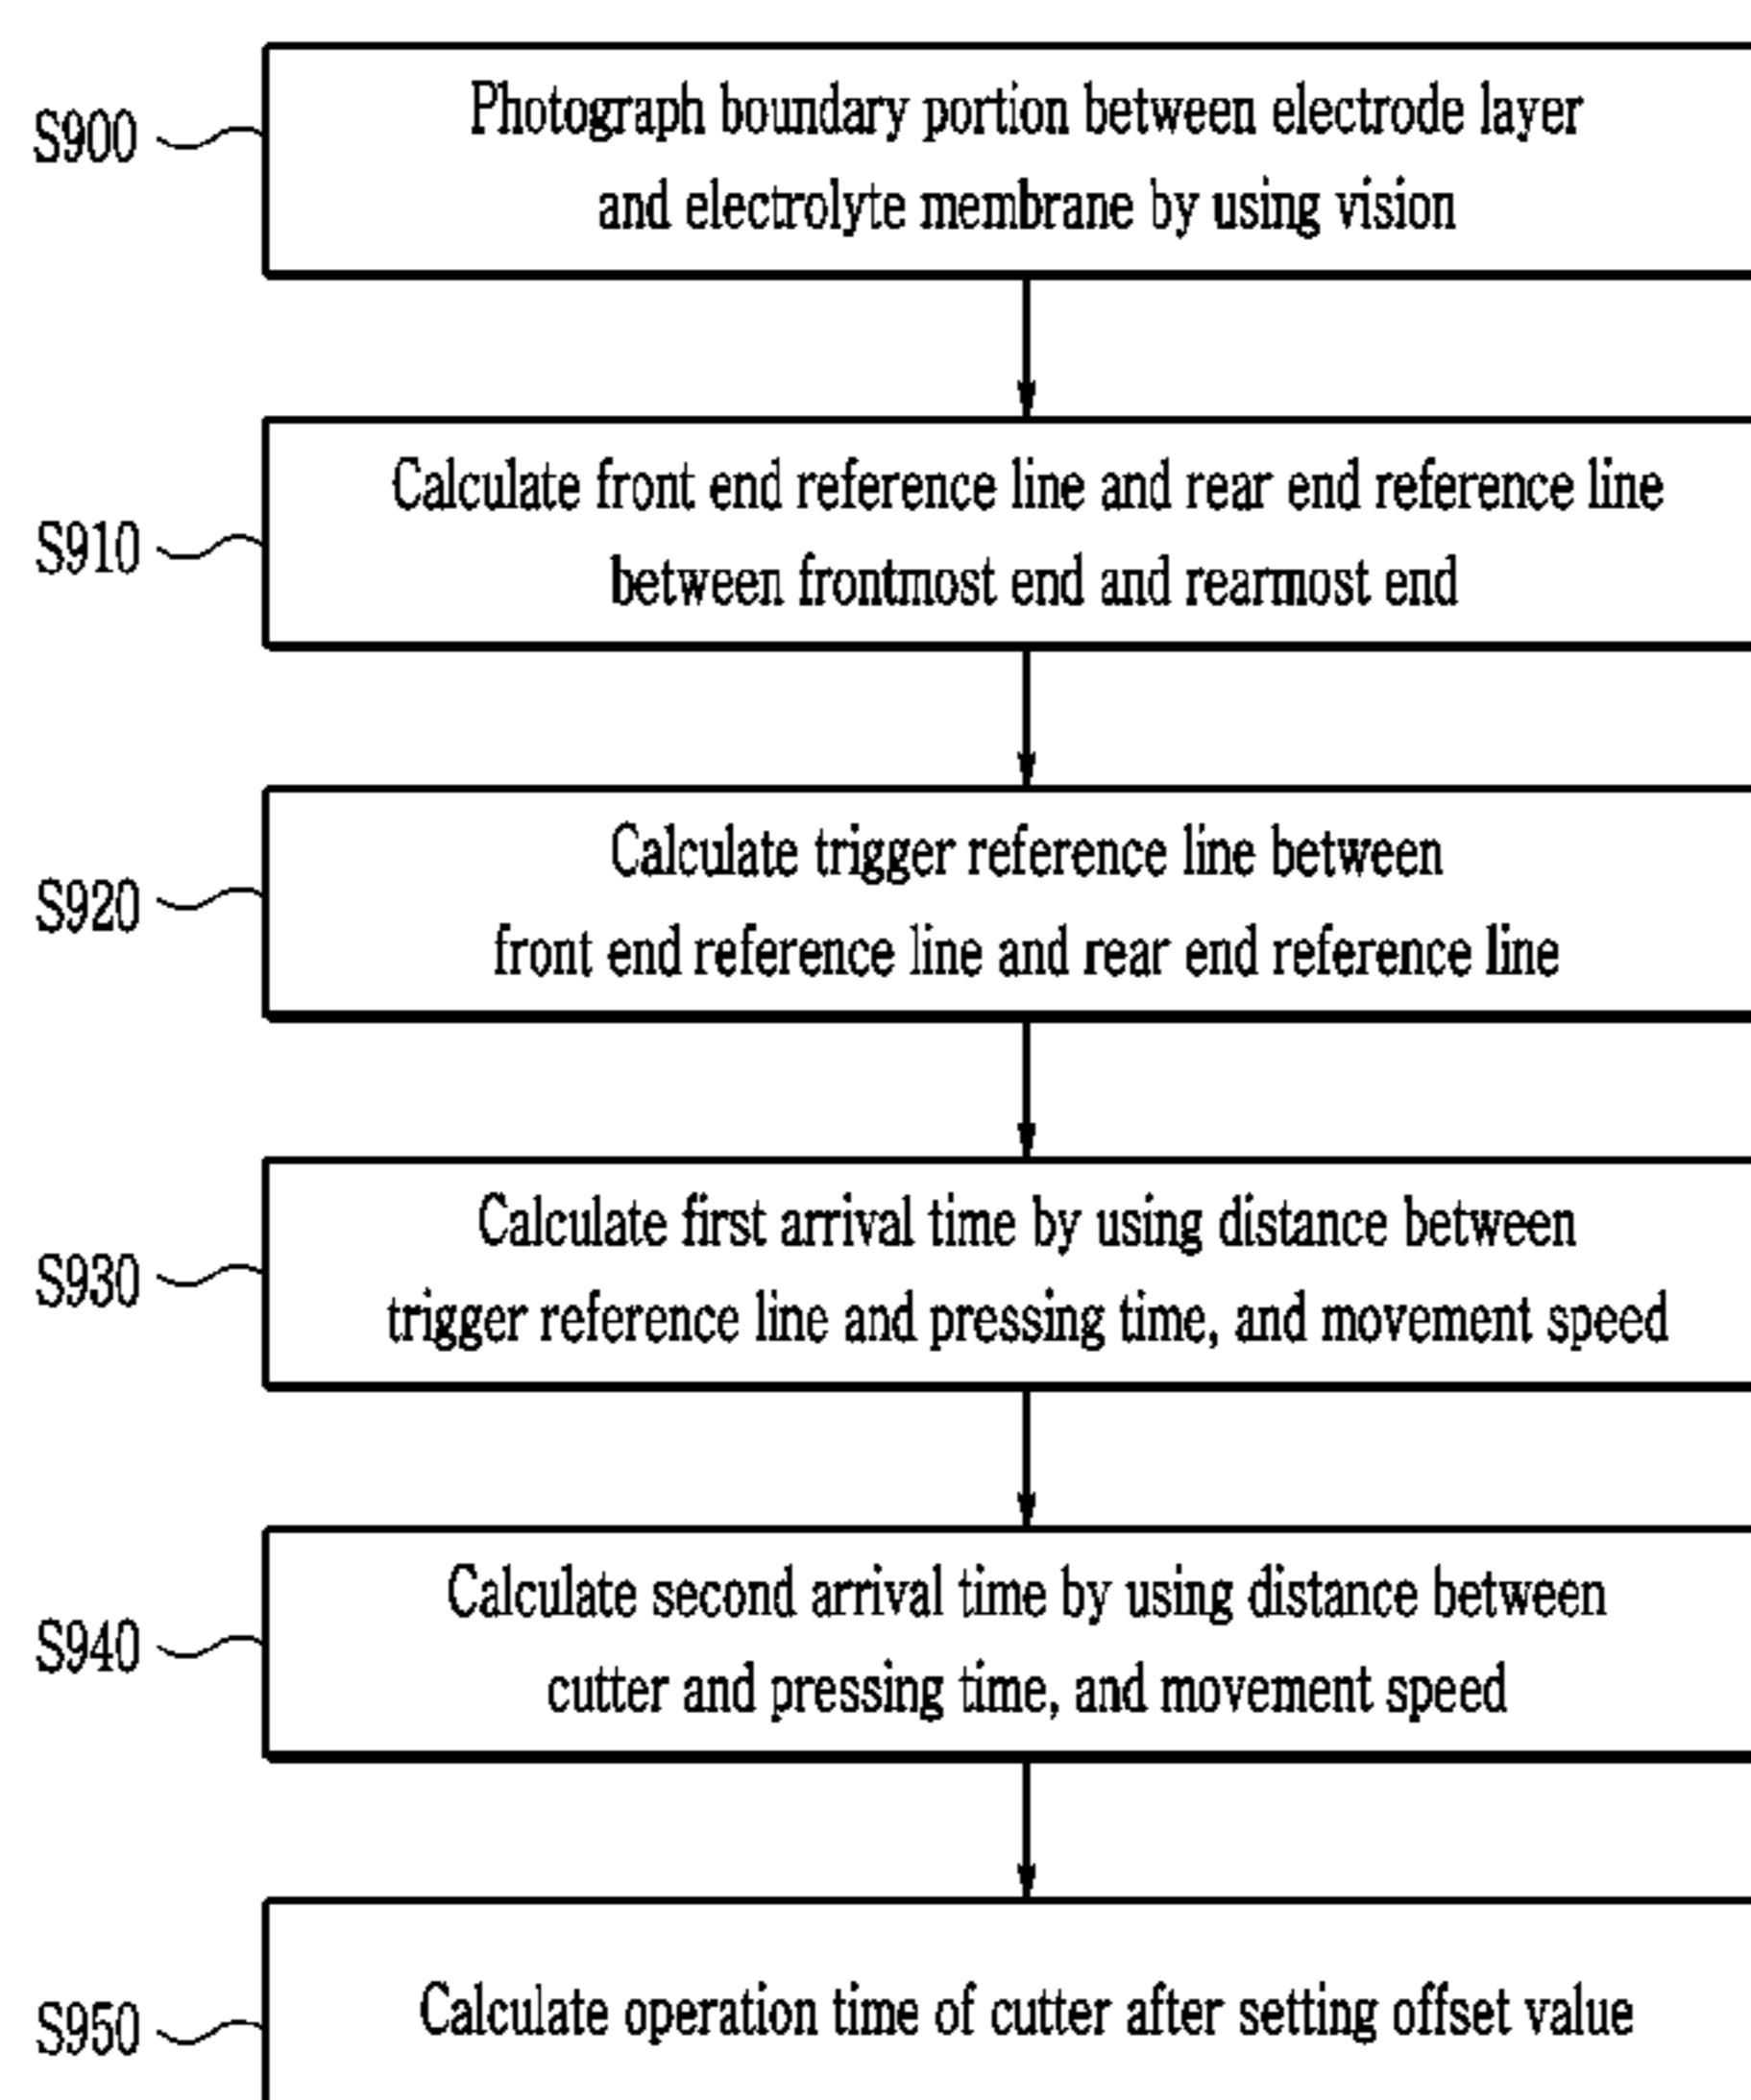 S900
Photograph boundary portion between electrode layer
and electrolyte membrane by using vision
S910
Calculate front end reference line and rear end reference line
between frontmost end and rearmost end
S920
Calculate trigger reference line between
front end reference line and rear end reference line
S930
Calculate first arrival time by using distance between
trigger reference line and pressing time, and movement speed
S940
Calculate second arrival time by using distance between
cutter and pressing time, and movement speed
S950
Calculate operation time of cutter after setting offset value